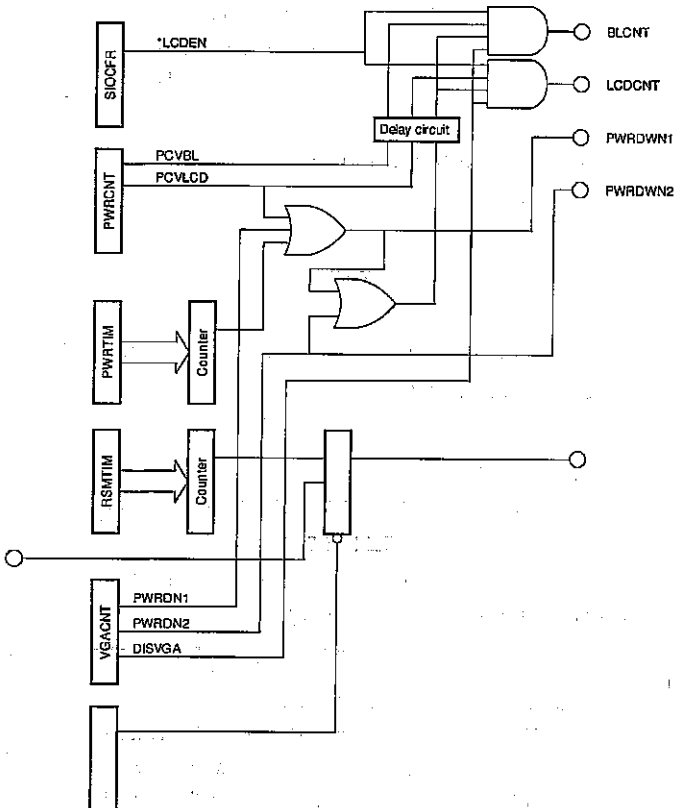 BLCNT
*LCDEN
SIOCFR
LCDCNT
Delay circuit
PWRDWN1
PCVBL
PCVLCD
PWRCNT
PWRDWN2
PWRTIM
Counter
RSMTIM
Counter
PWRDN1
PWRDN2
DISVGA
VGACNT